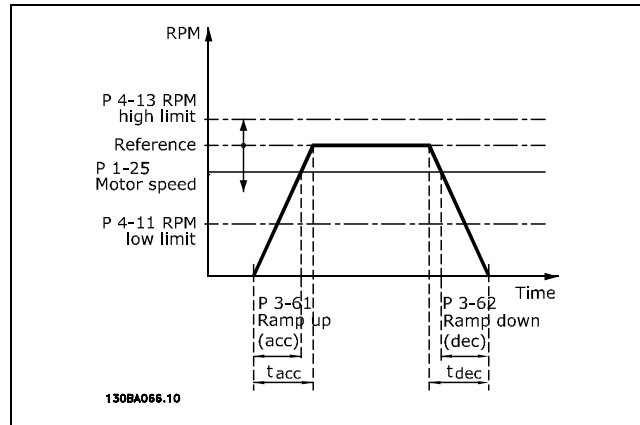 RPM
P 4-13 RPM
high limit
Reference
P 1-25
Motor speed
P 4-11 RPM
low limit
Time
P 3-61
Ramp up
(acc)
P 3-62
Ramp down
(dec)
tacc
tdec
130BA066.10